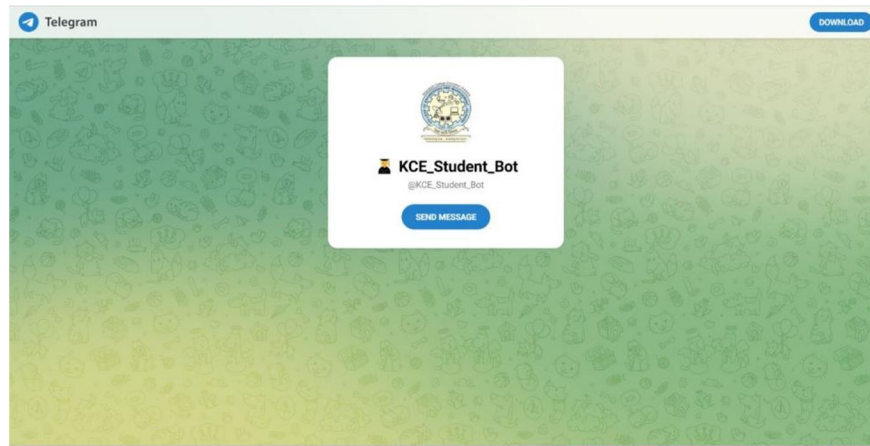 Telegram
DOWNLOAD
KCE_Student_Bot
@KCE_Student_Bot
SEND MESSAGE